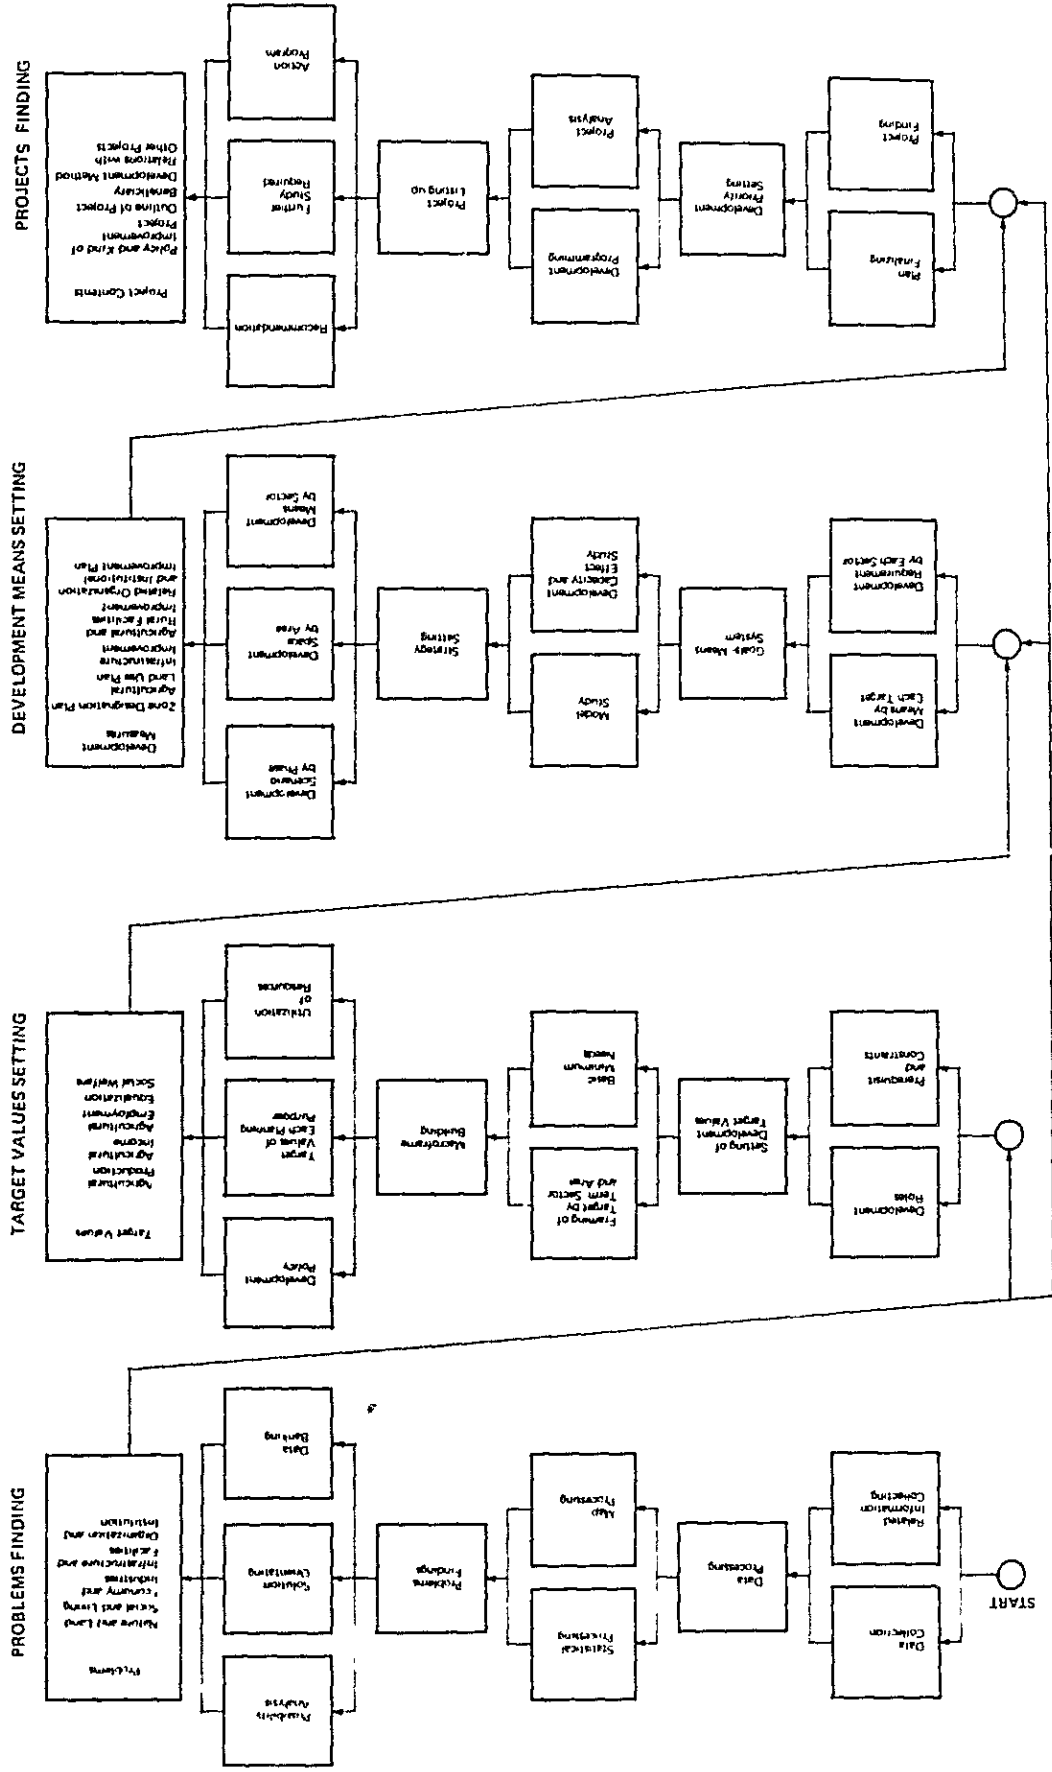 PROBLEMS FINDING
START
Data
Collection
Related
Information
Collecting
Data
Processing
Statistical
Processing
Map
Processing
Problems
Findings
Possibility
Analysis
Solution
Orientating
Data
Banking
Problems
Nature and Land
Social and Living
Economy and
Industries
Infrastructure and
Facilities
Organization and
Institution
TARGET VALUES SETTING
Development
Roles
Prerequisit
and
Constraints
Setting of
Development
Target Values
Framing of
Target by
Term Sector
and Area
Basic
Minimum
Needs
Macroframe
Building
Development
Policy
Target
Values of
Each Planning
Purpose
Utilization
of
Resources
Target Values
Agricultural
Production
Agricultural
Income
Agricultural
Employment
Equalization
Social Welfare
DEVELOPMENT MEANS SETTING
Development
Means by
Each Target
Development
Requirement
by Each Sector
Goals-Means
System
Model
Study
Development
Capacity and
Effect
Study
Strategy
Setting
Development
Scenario
by Phase
Development
Space
by Area
Development
Means
by Sector
Development
Measures
Zone Designation Plan
Agricultural
Land Use Plan
Infrastructure
Improvement
Agricultural and
Rural Facilities
Improvement
Related Organization
and Institutional
Improvement Plan
PROJECTS FINDING
Plan
Finalizing
Project
Finding
Development
Priority
Setting
Development
Programming
Project
Analysis
Project
Listing up
Recommendation
Further
Study
Required
Action
Program
Project Contents
Policy and Kind of
Improvement
Project
Outline of Project
Beneficiary
Development Method
Relations with
Other Projects